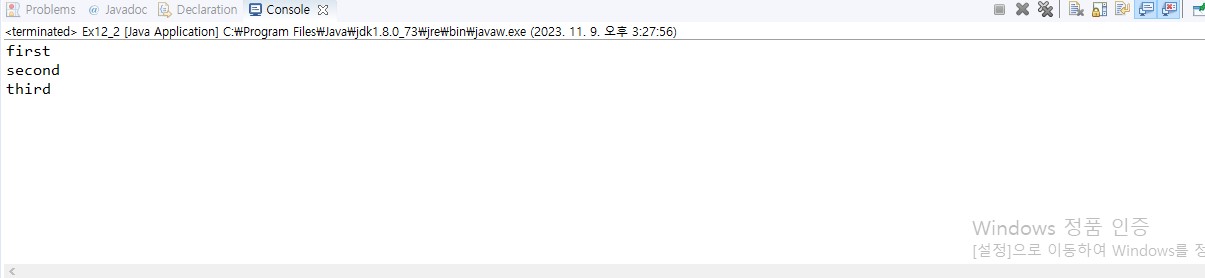 Problems @ Javadoc Declaration Console
<terminated> Ex12_2 [Java Application] C:₩Program Files₩Java₩jdk1.8.0_73₩jre₩bin₩javaw.exe (2023. 11. 9. 오후 3:27:56)
first
second
third
Windows 정품 인증
[설정]으로 이동하여 Windows를 정